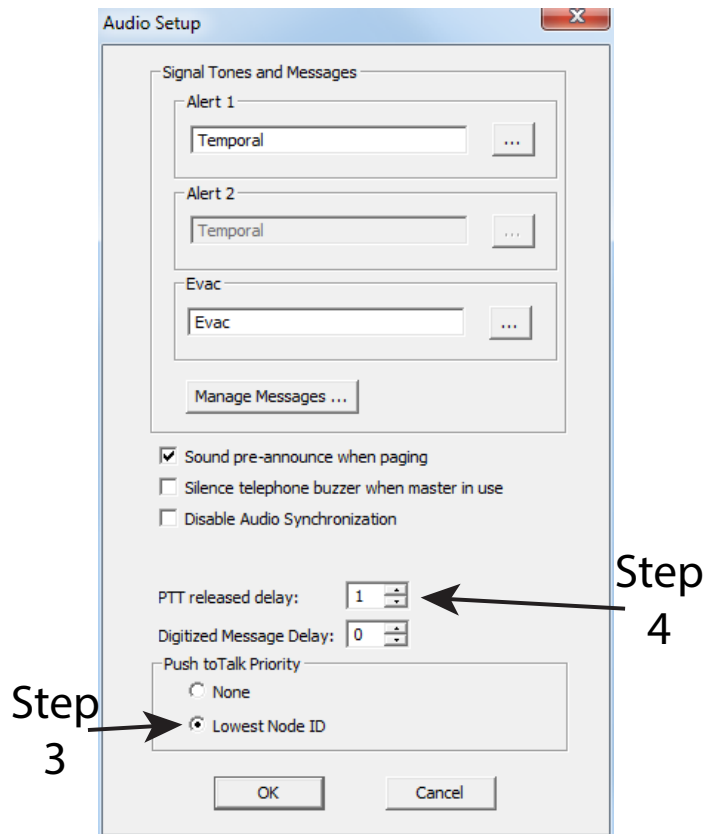 Audio Setup
Signal Tones and Messages
Alert 1
Temporal
...
Alert 2
Temporal
...
Evac
Evac
...
Manage Messages ...
Sound pre-announce when paging
Silence telephone buzzer when master in use
Disable Audio Synchronization
PTT released delay: 1
Step
4
Digitized Message Delay: 0
Push toTalk Priority
None
Step
3
Lowest Node ID
OK
Cancel